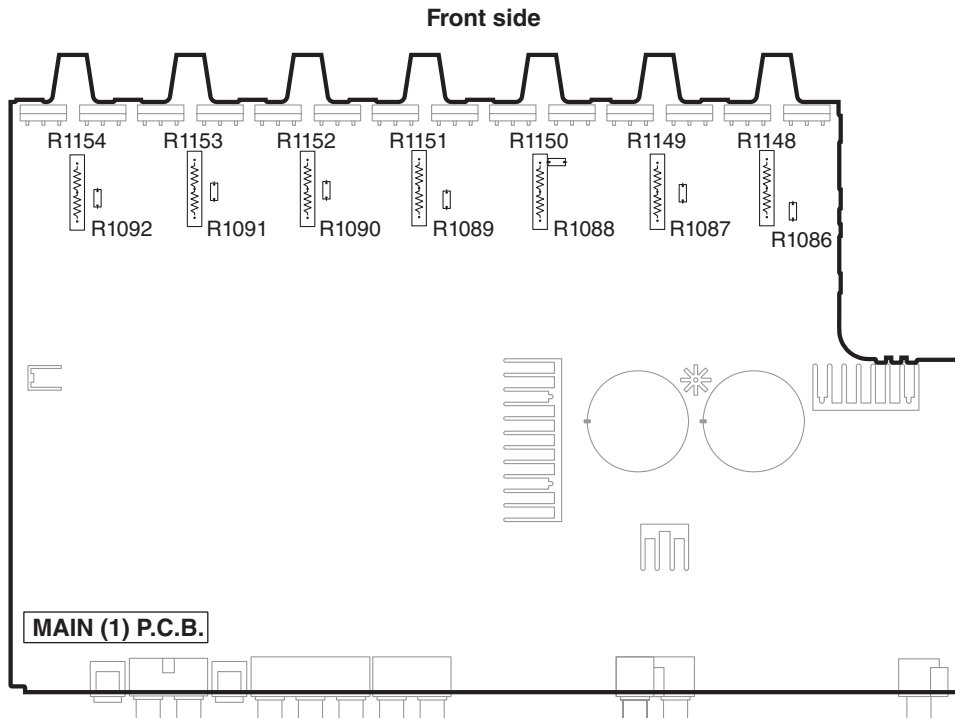 Front side
R1154 R1153 R1152 R1151 R1150 R1149 R1148
R1092 R1091 R1090 R1089 R1088 R1087 R1086
MAIN (1) P.C.B.